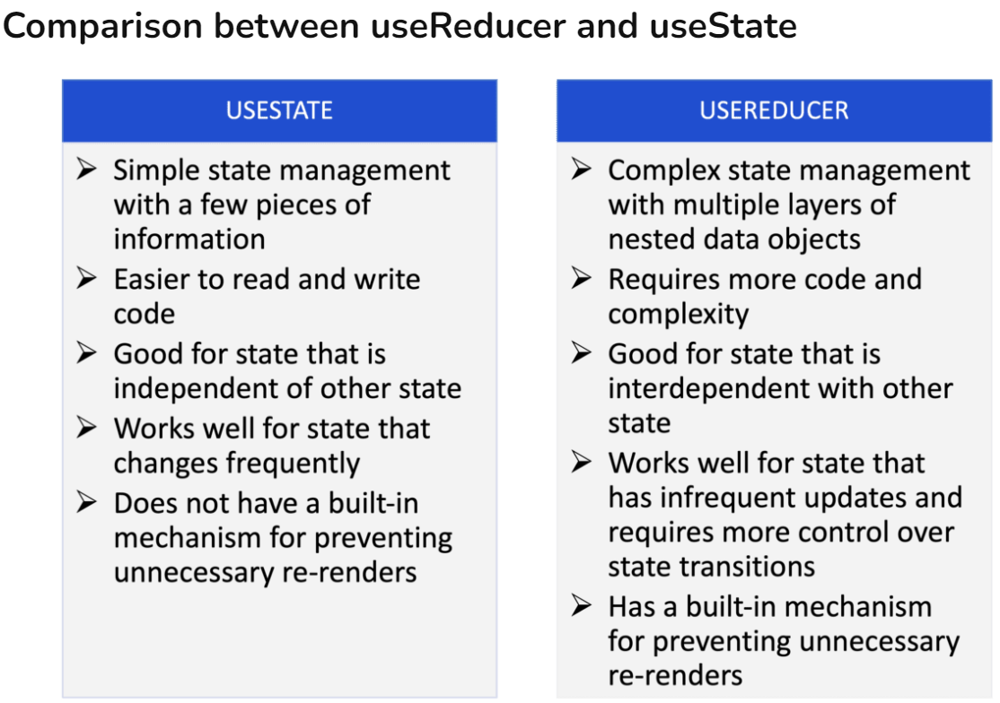 Comparison between useReducer and useState
USESTATE
➢ Simple state management
with a few pieces of
information
➢ Easier to read and write
code
➢ Good for state that is
independent of other state
➢ Works well for state that
changes frequently
➢ Does not have a built-in
mechanism for preventing
unnecessary re-renders
USEREDUCER
➢ Complex state management
with multiple layers of
nested data objects
➢ Requires more code and
complexity
➢ Good for state that is
interdependent with other
state
➢ Works well for state that
has infrequent updates and
requires more control over
state transitions
➢ Has a built-in mechanism
for preventing unnecessary
re-renders